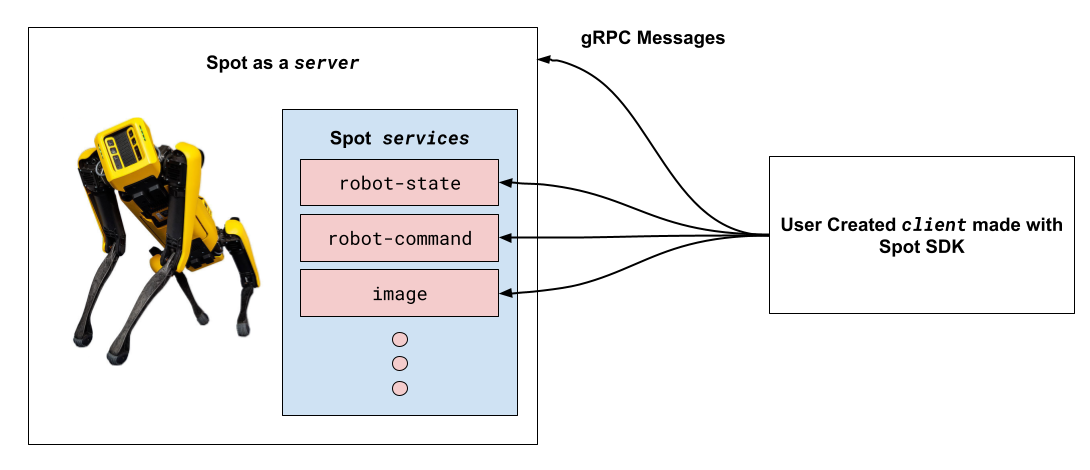 gRPC Messages
Spot as a server
Spot services
robot-state
robot-command
image
User Created client made with
Spot SDK